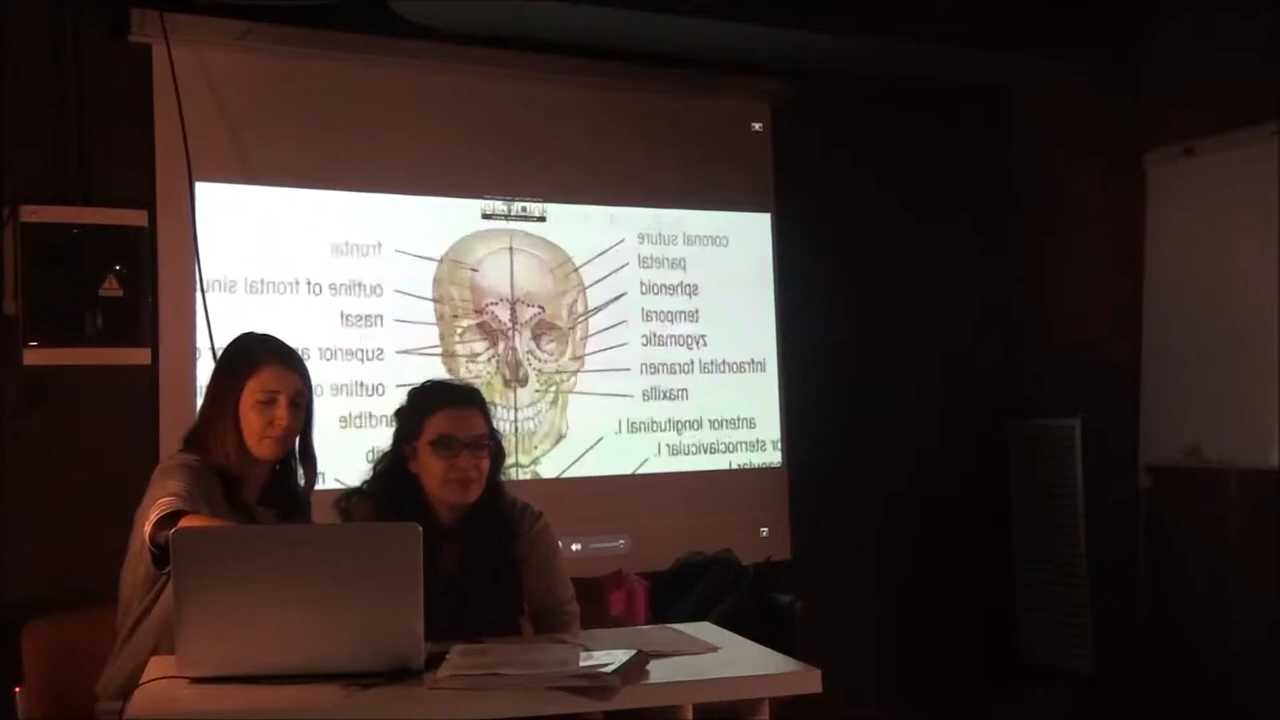 frontal
outline of frontal sinu
nasal
superior
outline
andible
coronal suture
parietal
sphenoid
temporal
zygomatic
infraorbital foramen
maxilla
anterior longitudinal l.
sternoclavicular l.